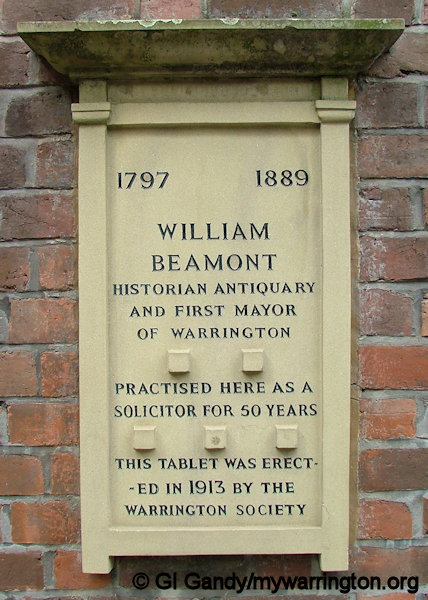 1797 1889
WILLIAM
BEAMONT
HISTORIAN ANTIQUARY
AND FIRST MAYOR
OF WARRINGTON
PRACTISED HERE AS A
SOLICITOR FOR 50 YEARS
THIS TABLET WAS ERECT-
-ED IN 1913 BY THE
WARRINGTON SOCIETY
© GI Gandy/mywarrington.org